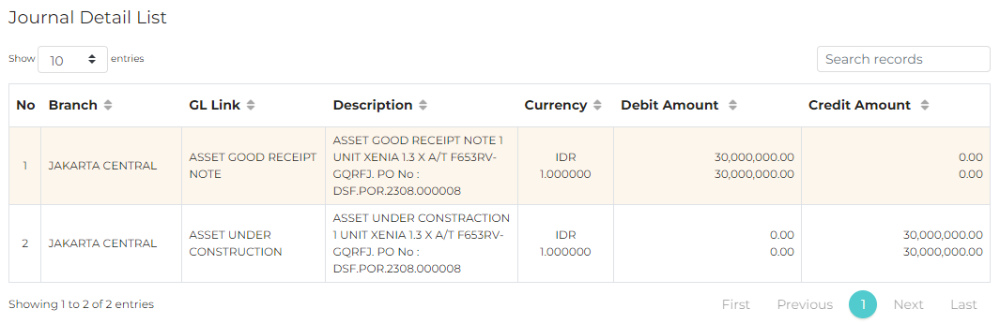 Journal Detail List
Show 10 entries
Search records
No Branch GL Link Description Currency Debit Amount Credit Amount
1 JAKARTA CENTRAL
ASSET GOOD RECEIPT
NOTE
ASSET GOOD RECEIPT NOTE 1
UNIT XENIA 1.3 X A/T F653RV-
GQRFJ. PO No :
DSF.POR.2308.000008
IDR
1.000000
30,000,000.00
30,000,000.00
0.00
0.00
2 JAKARTA CENTRAL
ASSET UNDER
CONSTRUCTION
ASSET UNDER CONSTRACTION
1 UNIT XENIA 1.3 X A/T F653RV-
GQRFJ. PO No :
DSF.POR.2308.000008
IDR
1.000000
0.00
0.00
30,000,000.00
30,000,000.00
Showing 1 to 2 of 2 entries
First Previous 1 Next Last